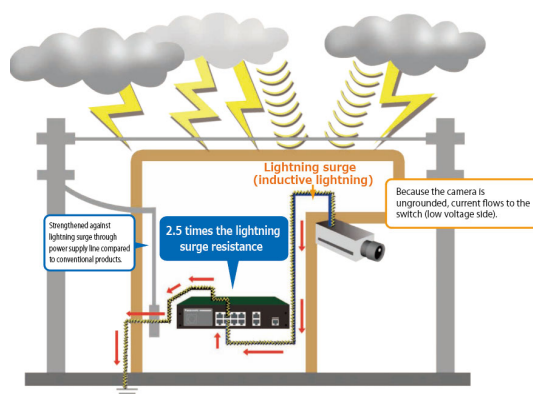 Lightning surge
(inductive lightning)
Because the camera is
ungrounded, current flows to the
switch (low voltage side).
Strengthened against
lightning surge through
power supply line compared
to conventional products.
2.5 times the lightning
surge resistance